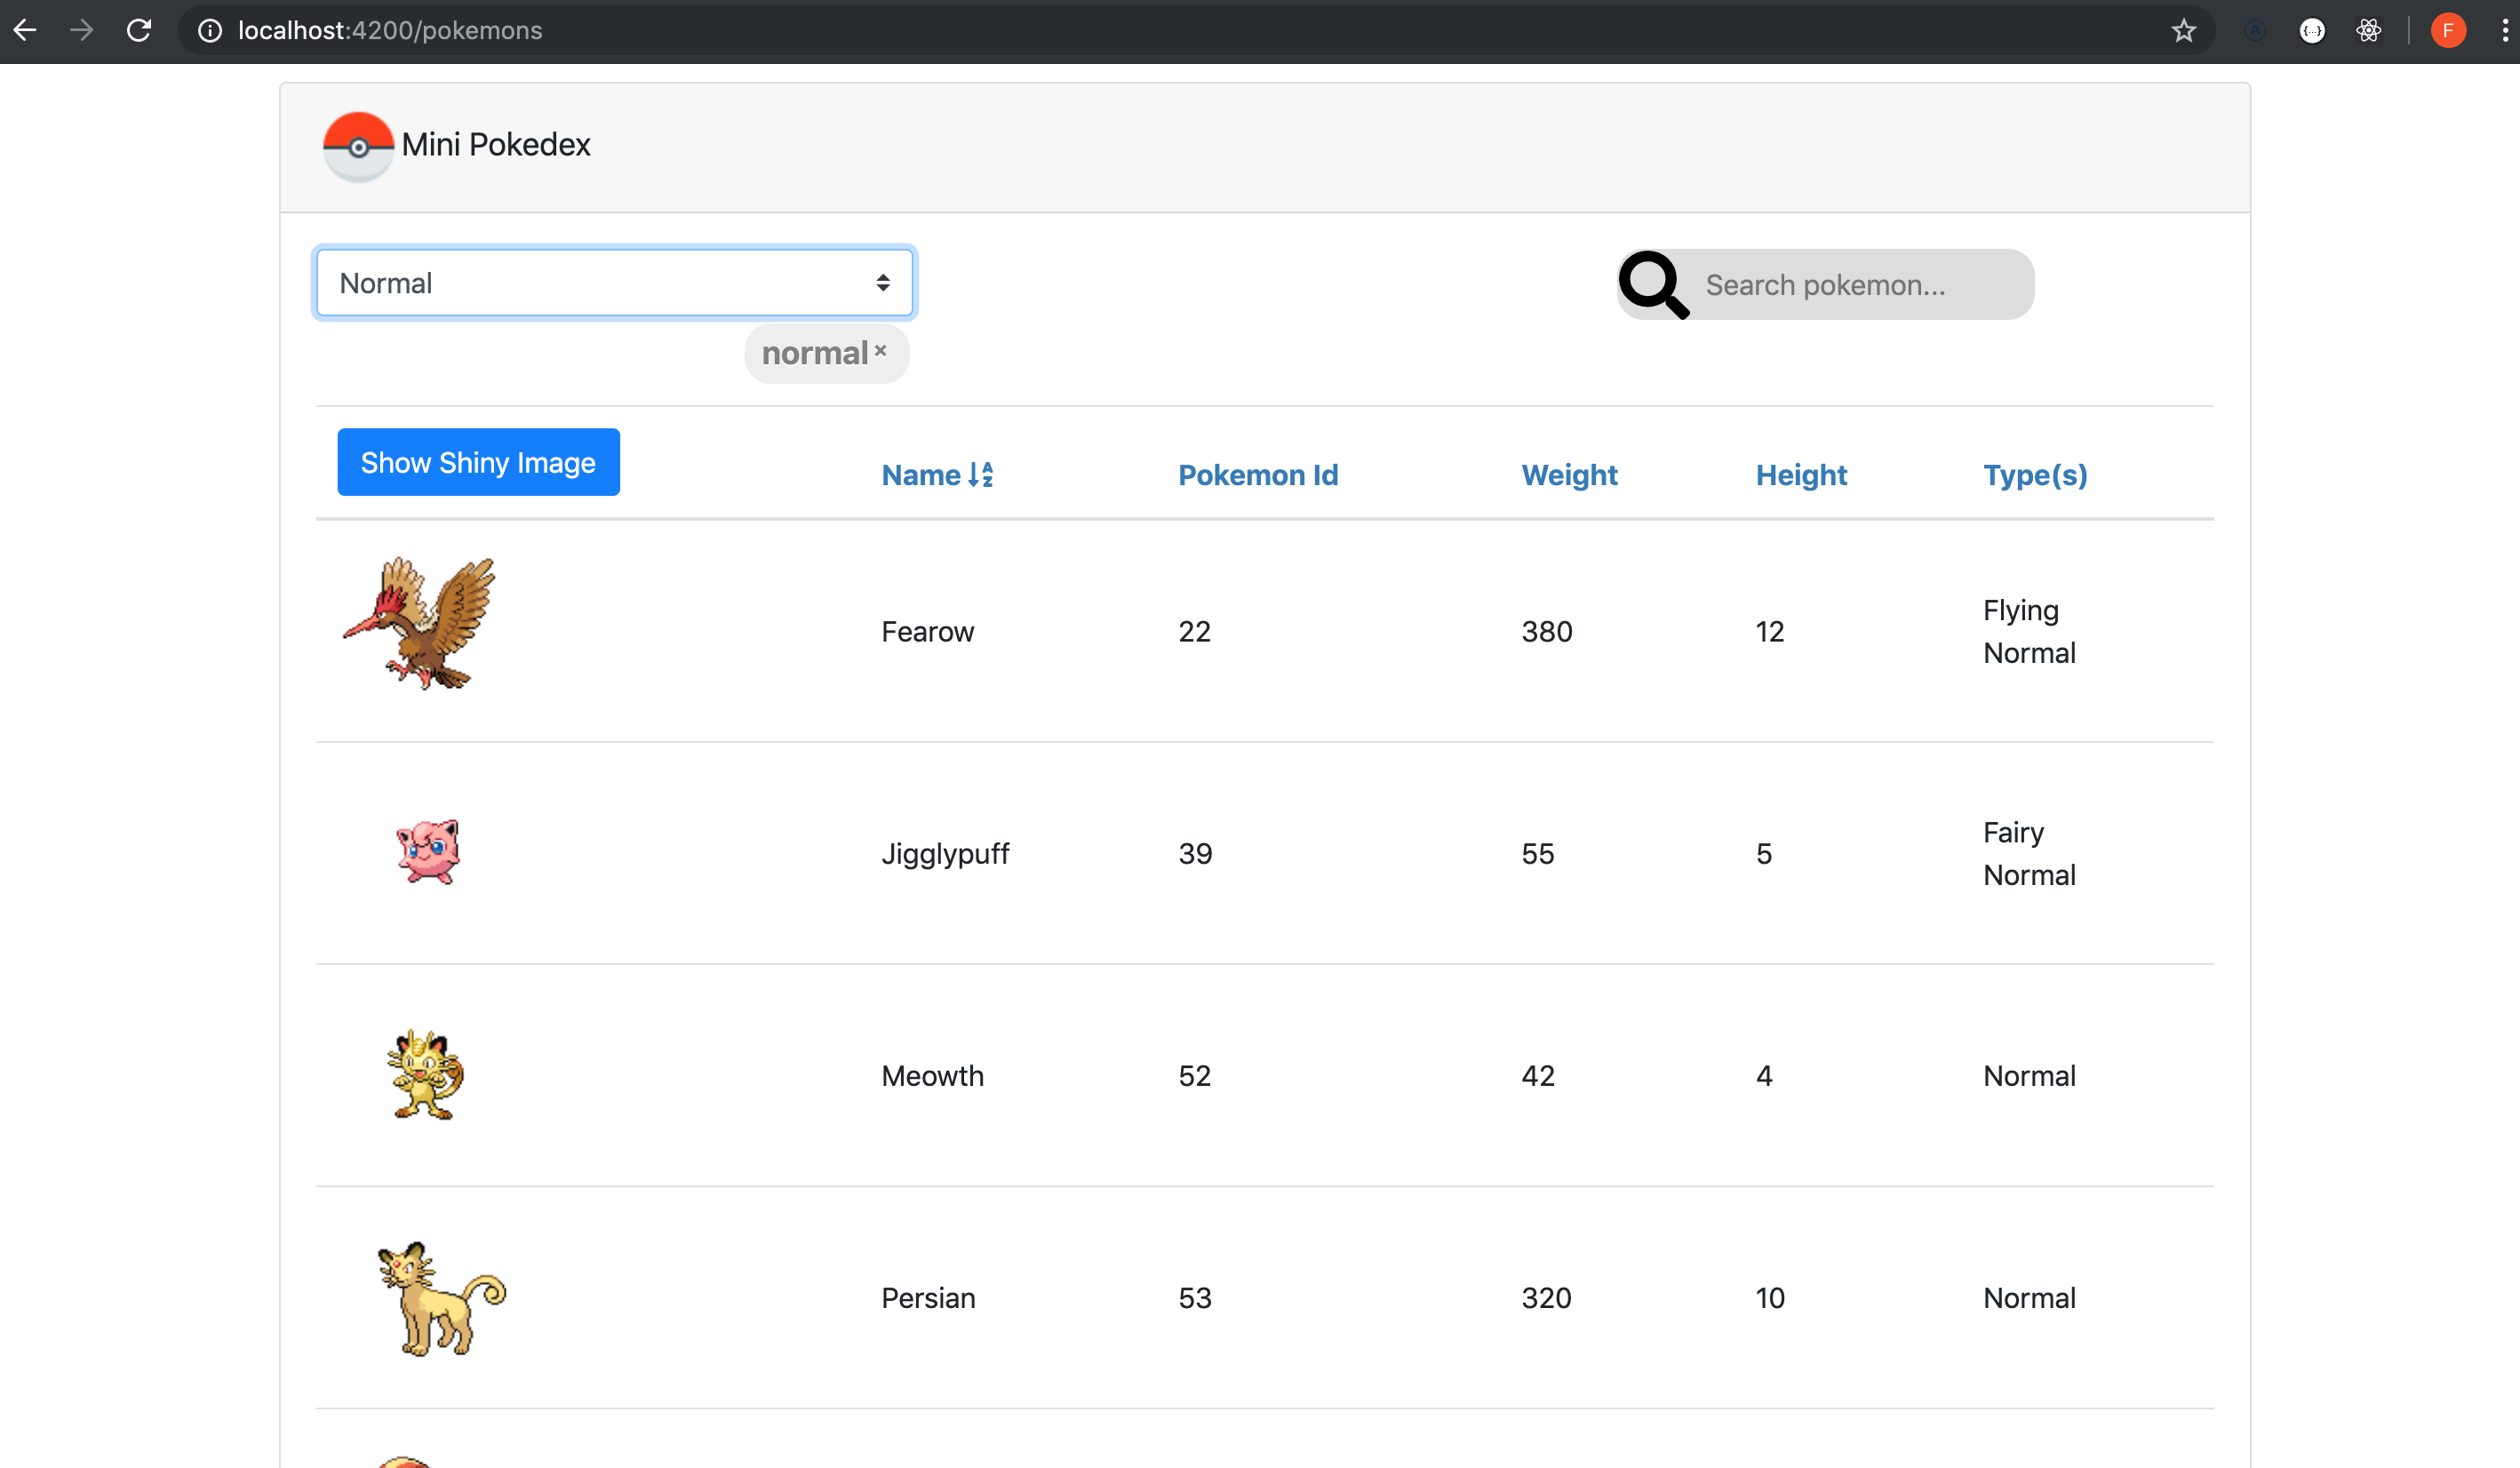 localhost:4200/pokemons
F
Mini Pokedex
Normal
Search pokemon...
normal ×
Show Shiny Image Name Pokemon Id Weight Height Type(s)
Fearow 22 380 12 Flying
Normal
Jigglypuff 39 55 5 Fairy
Normal
Meowth 52 42 4 Normal
Persian 53 320 10 Normal